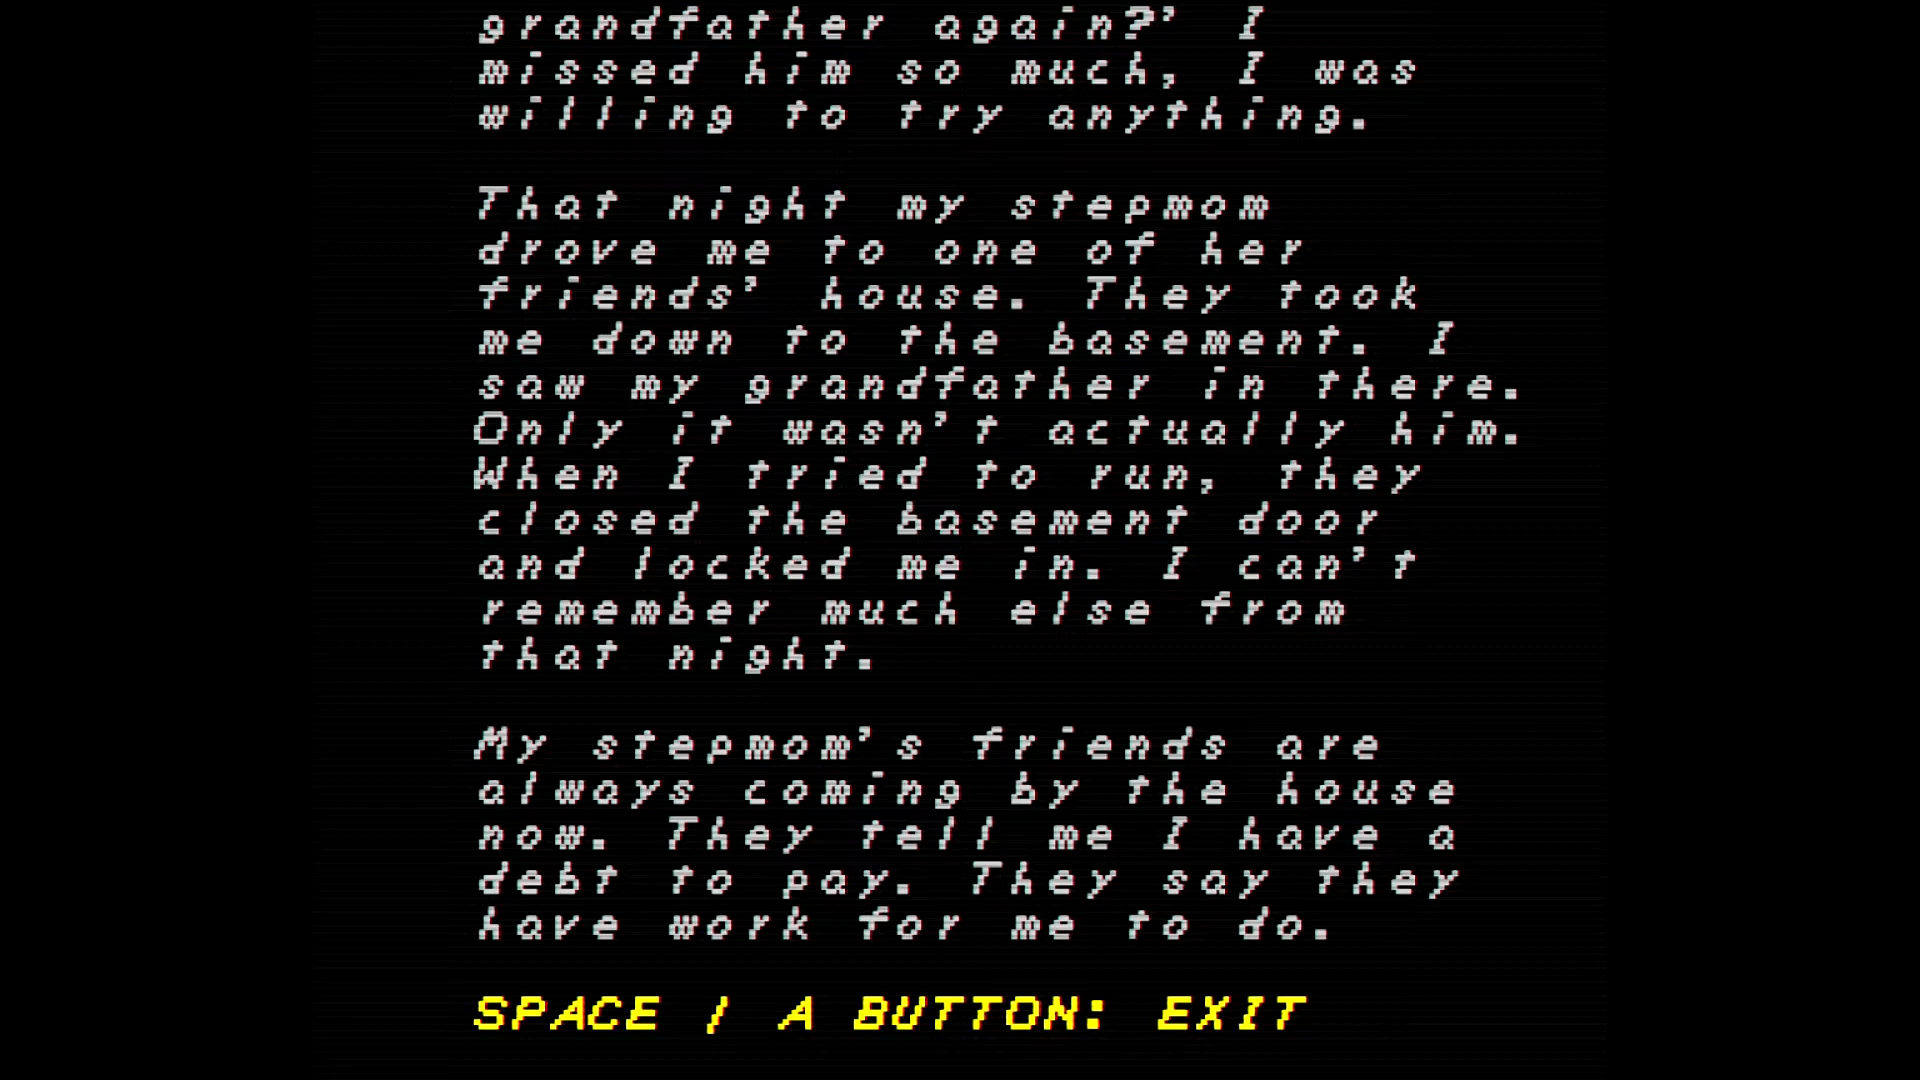 grandfather again?’ I
missed him so much, I was
willing to try anything.
That night my stepmom
drove me to one of her
friends’ house. They took
me down to the basement. I
saw my grandfather in there.
Only it wasn’t actually him.
When I tried to run, they
closed the basement door
and locked me in. I can’t
remember much else from
that night.
My stepmom’s friends are
always coming by the house
now. They tell me I have a
debt to pay. They say they
have work for me to do.
SPACE / A BUTTON: EXIT